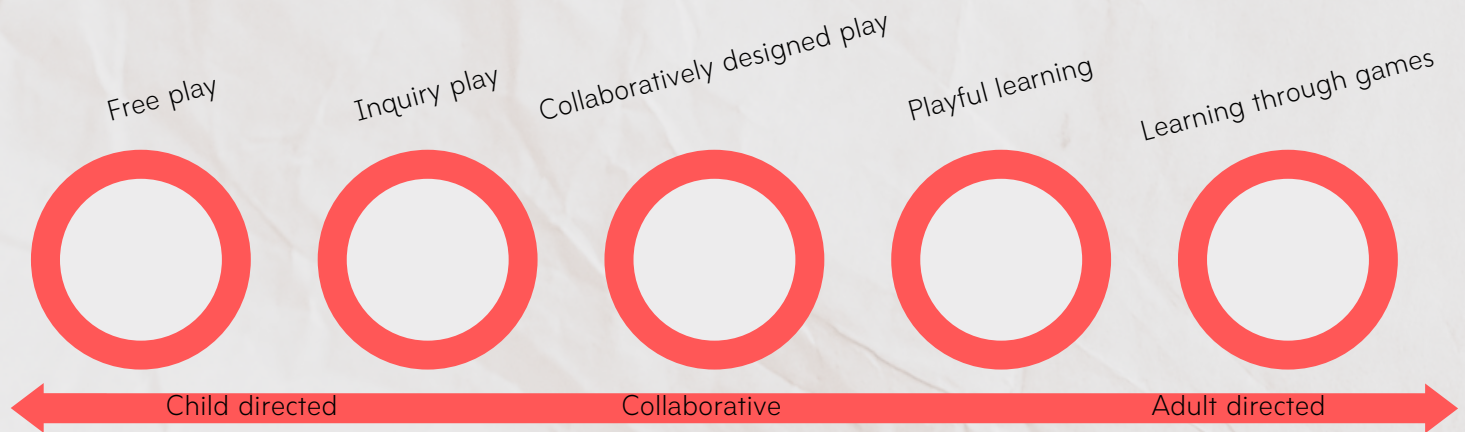 Free play
Inquiry play
Collaboratively designed play
Playful learning
Learning through games
Child directed
Collaborative
Adult directed